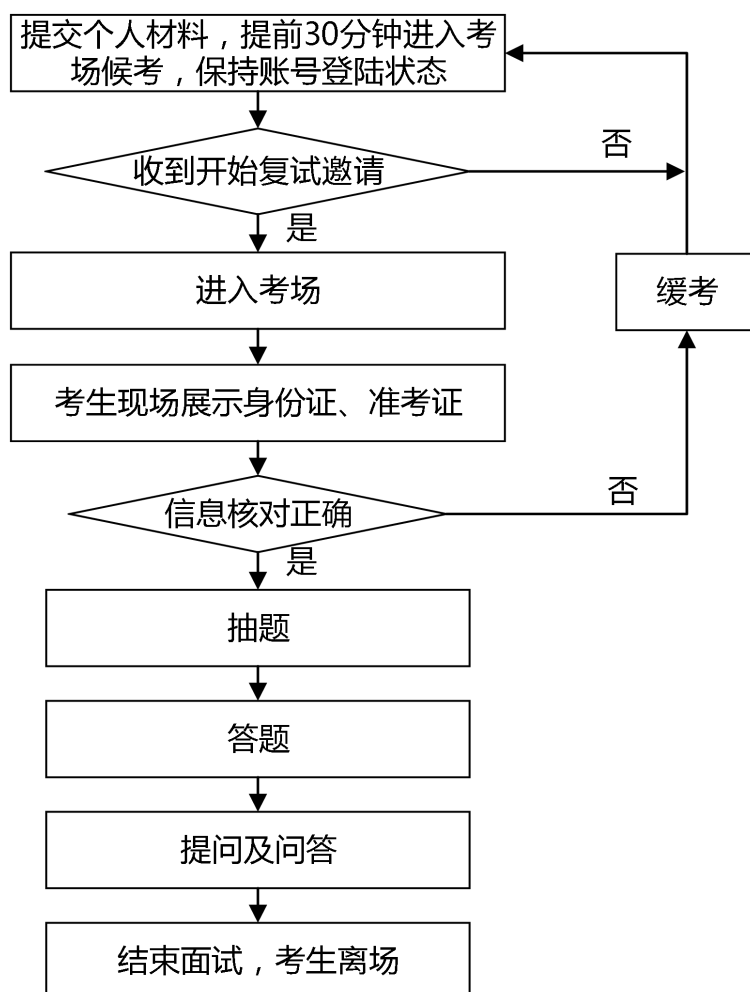 提交个人材料，提前30分钟进入考
场候考，保持账号登陆状态
否
收到开始复试邀请
是
进入考场
缓考
考生现场展示身份证、准考证
否
信息核对正确
是
抽题
答题
提问及问答
结束面试，考生离场